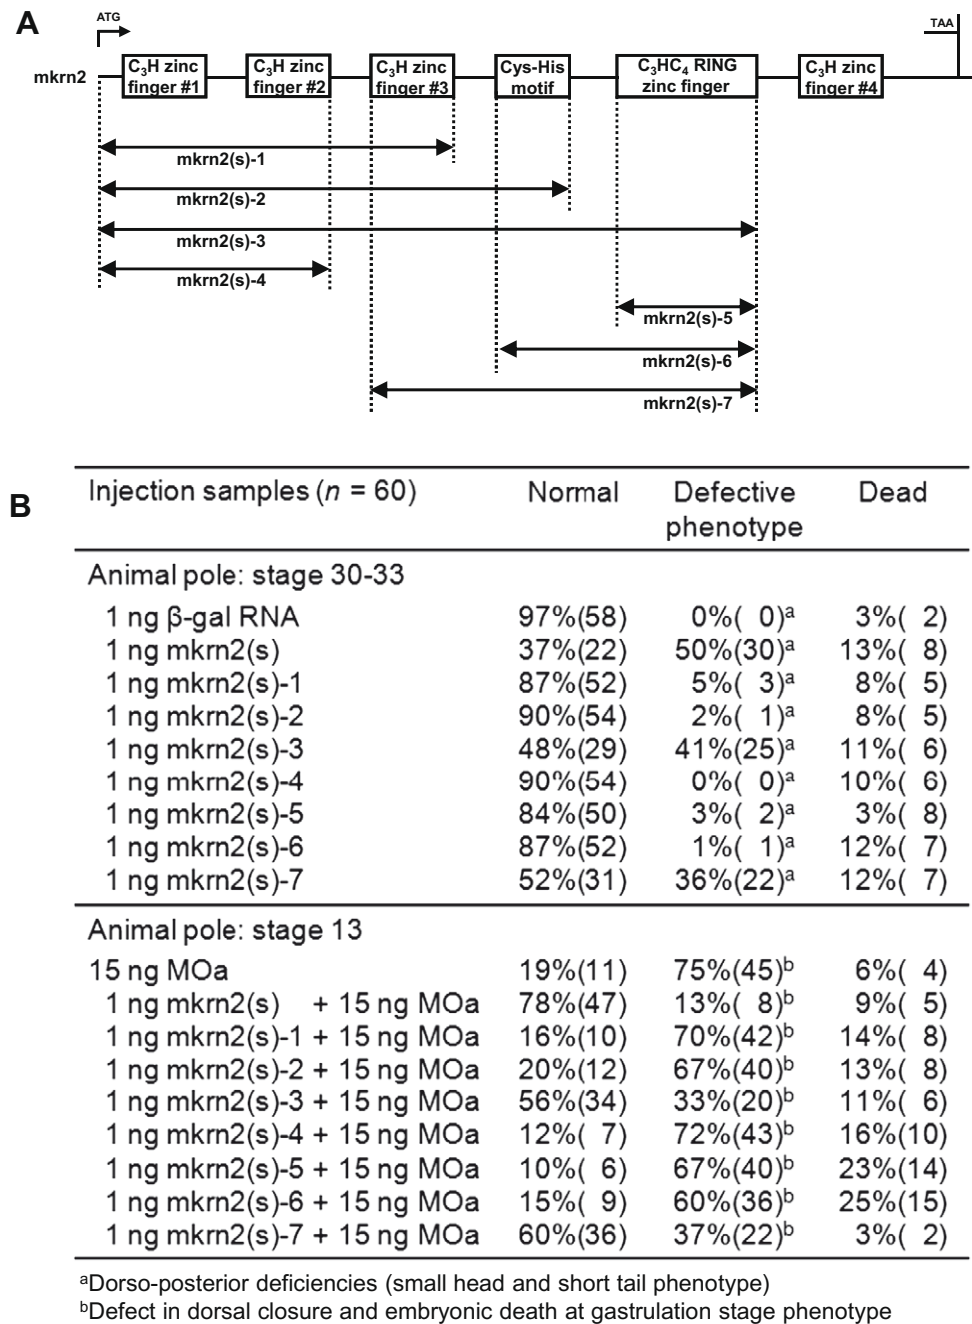 A
ATG
TAA
mkrn2
C3H zinc finger #1
C3H zinc finger #2
C3H zinc finger #3
Cys-His motif
C3HC4 RING zinc finger
C3H zinc finger #4
mkrn2(s)-1
mkrn2(s)-2
mkrn2(s)-3
mkrn2(s)-4
mkrn2(s)-5
mkrn2(s)-6
mkrn2(s)-7
B
Injection samples (n = 60) Normal Defective phenotype Dead
Animal pole: stage 30-33
1 ng β-gal RNA 97%(58) 0%( 0)a 3%( 2)
1 ng mkrn2(s) 37%(22) 50%(30)a 13%( 8)
1 ng mkrn2(s)-1 87%(52) 5%( 3)a 8%( 5)
1 ng mkrn2(s)-2 90%(54) 2%( 1)a 8%( 5)
1 ng mkrn2(s)-3 48%(29) 41%(25)a 11%( 6)
1 ng mkrn2(s)-4 90%(54) 0%( 0)a 10%( 6)
1 ng mkrn2(s)-5 84%(50) 3%( 2)a 3%( 8)
1 ng mkrn2(s)-6 87%(52) 1%( 1)a 12%( 7)
1 ng mkrn2(s)-7 52%(31) 36%(22)a 12%( 7)
Animal pole: stage 13
15 ng MOa 19%(11) 75%(45)b 6%( 4)
1 ng mkrn2(s) + 15 ng MOa 78%(47) 13%( 8)b 9%( 5)
1 ng mkrn2(s)-1 + 15 ng MOa 16%(10) 70%(42)b 14%( 8)
1 ng mkrn2(s)-2 + 15 ng MOa 20%(12) 67%(40)b 13%( 8)
1 ng mkrn2(s)-3 + 15 ng MOa 56%(34) 33%(20)b 11%( 6)
1 ng mkrn2(s)-4 + 15 ng MOa 12%( 7) 72%(43)b 16%(10)
1 ng mkrn2(s)-5 + 15 ng MOa 10%( 6) 67%(40)b 23%(14)
1 ng mkrn2(s)-6 + 15 ng MOa 15%( 9) 60%(36)b 25%(15)
1 ng mkrn2(s)-7 + 15 ng MOa 60%(36) 37%(22)b 3%( 2)
aDorso-posterior deficiencies (small head and short tail phenotype)
bDefect in dorsal closure and embryonic death at gastrulation stage phenotype